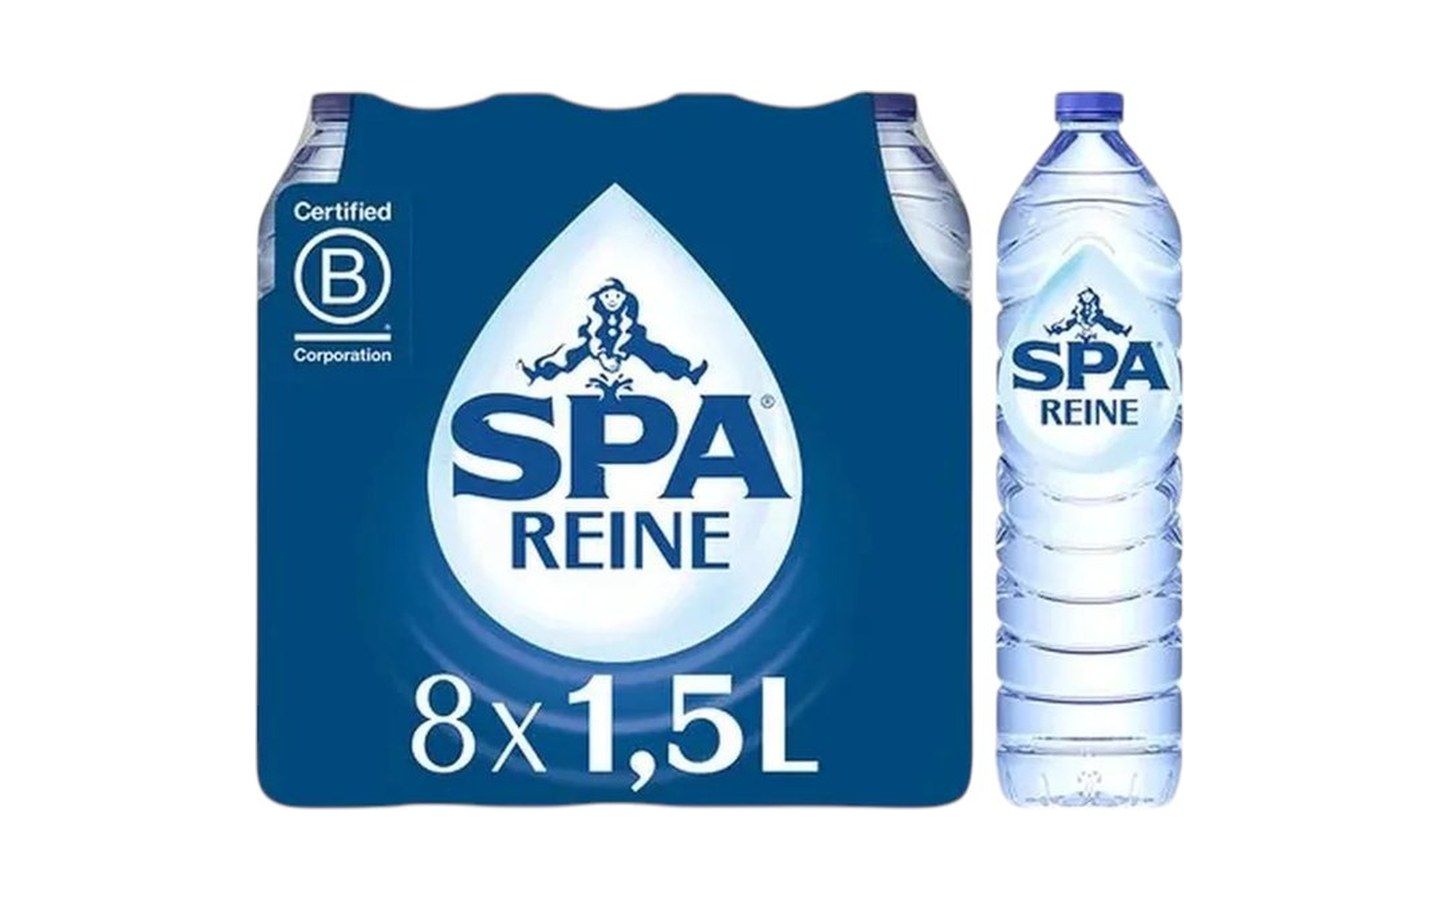 Certified
B
®
Corporation
SPA®
REINE
8x1,5L
SPA®
REINE